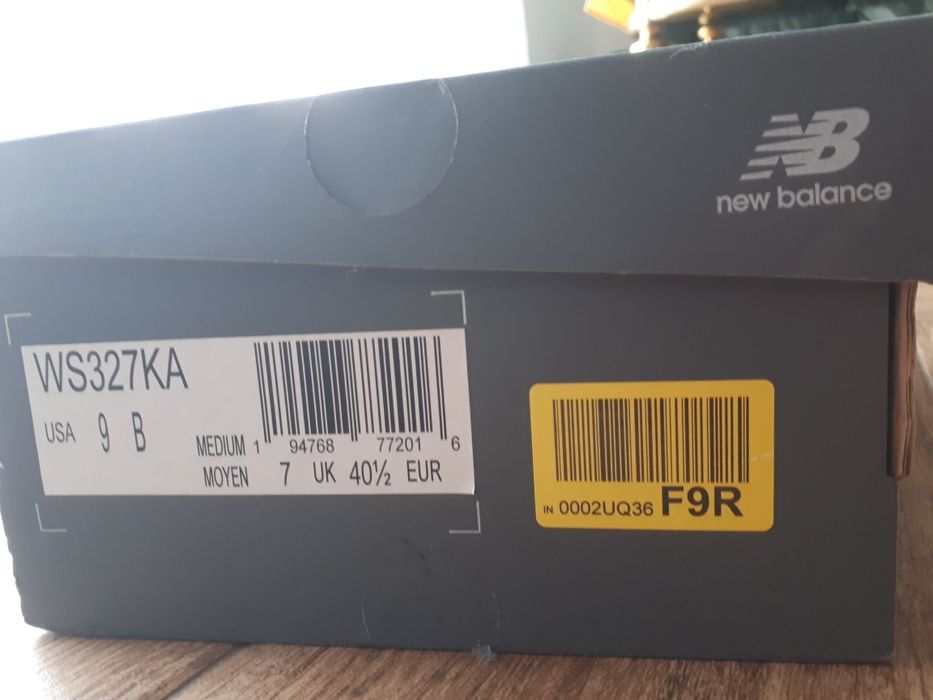 NB
new balance
WS327KA
USA 9 B
MEDIUM 1 94768 77201 6
MOYEN 7 UK 40½ EUR
IN 0002UQ36 F9R